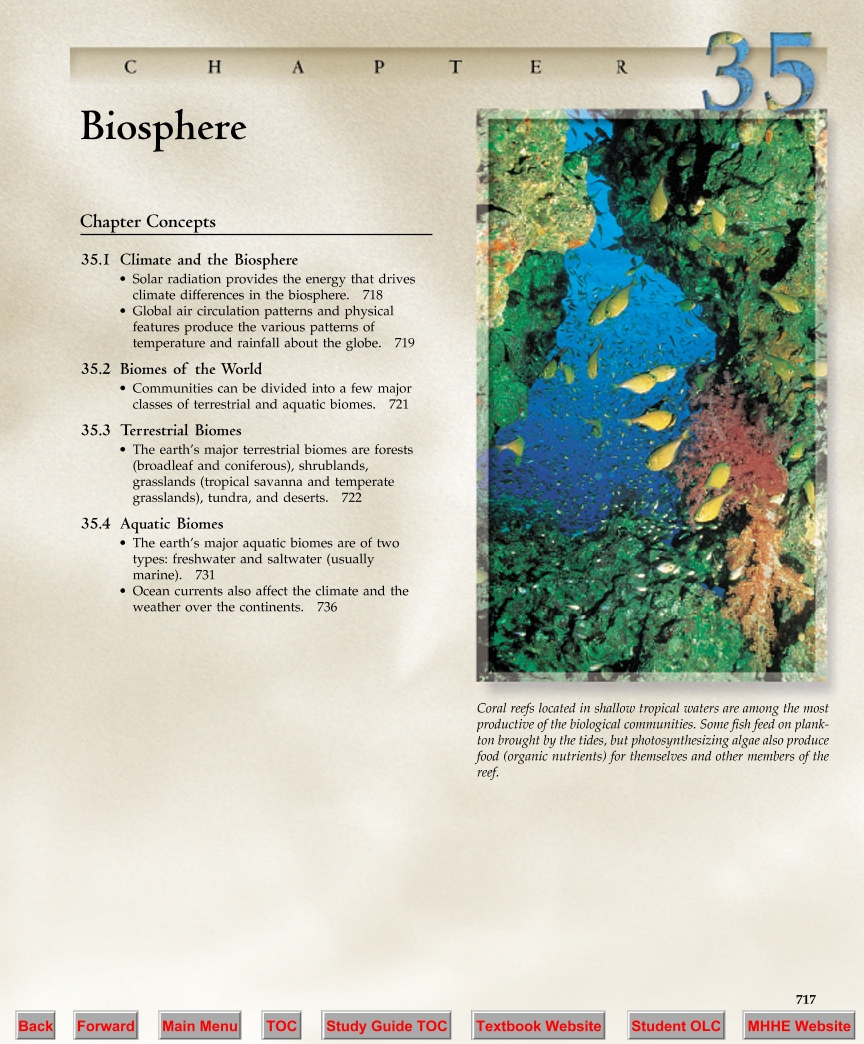 C H A P T E R 35
Biosphere
Chapter Concepts
35.1 Climate and the Biosphere
• Solar radiation provides the energy that drives
climate differences in the biosphere. 718
• Global air circulation patterns and physical
features produce the various patterns of
temperature and rainfall about the globe. 719
35.2 Biomes of the World
• Communities can be divided into a few major
classes of terrestrial and aquatic biomes. 721
35.3 Terrestrial Biomes
• The earth's major terrestrial biomes are forests
(broadleaf and coniferous), shrublands,
grasslands (tropical savanna and temperate
grasslands), tundra, and deserts. 722
35.4 Aquatic Biomes
• The earth's major aquatic biomes are of two
types: freshwater and saltwater (usually
marine). 731
• Ocean currents also affect the climate and the
weather over the continents. 736
Coral reefs located in shallow tropical waters are among the most
productive of the biological communities. Some fish feed on plank-
ton brought by the tides, but photosynthesizing algae also produce
food (organic nutrients) for themselves and other members of the
reef.
717
Back Forward Main Menu TOC Study Guide TOC Textbook Website Student OLC MHHE Website